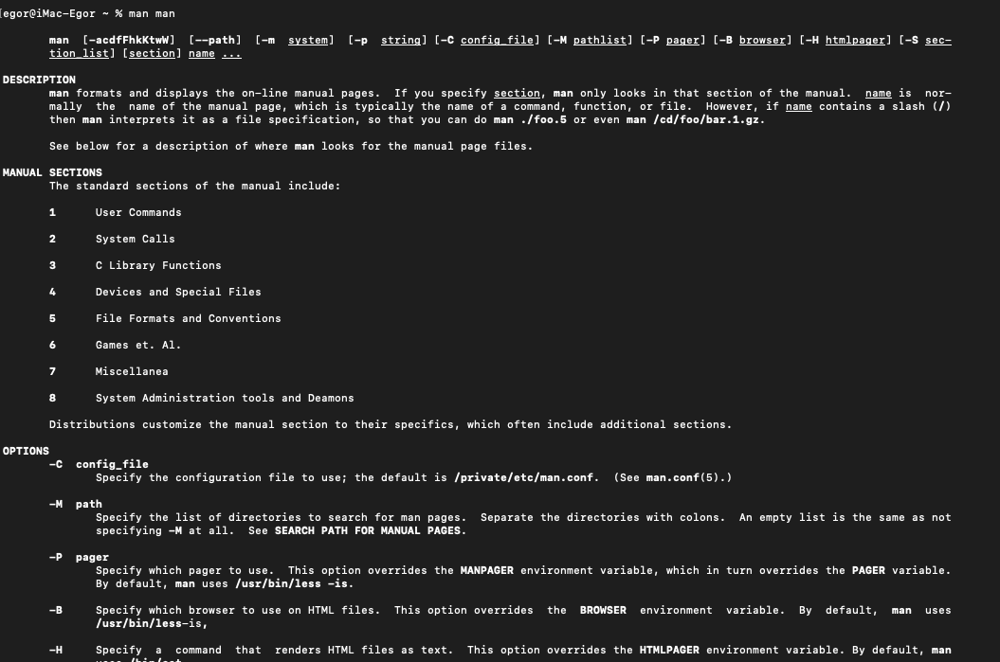 [egor@iMac-Egor ~ % man man
man [-acdfFhkKtwW] [--path] [-m system] [-p string] [-C config_file] [-M pathlist] [-P pager] [-B browser] [-H htmlpager] [-S sec-
tion_list] [section] name ...
DESCRIPTION
man formats and displays the on-line manual pages. If you specify section, man only looks in that section of the manual. name is nor-
mally the name of the manual page, which is typically the name of a command, function, or file. However, if name contains a slash (/)
then man interprets it as a file specification, so that you can do man ./foo.5 or even man /cd/foo/bar.1.gz.
See below for a description of where man looks for the manual page files.
MANUAL SECTIONS
The standard sections of the manual include:
1 User Commands
2 System Calls
3 C Library Functions
4 Devices and Special Files
5 File Formats and Conventions
6 Games et. Al.
7 Miscellanea
8 System Administration tools and Deamons
Distributions customize the manual section to their specifics, which often include additional sections.
OPTIONS
-C config_file
Specify the configuration file to use; the default is /private/etc/man.conf. (See man.conf(5).)
-M path
Specify the list of directories to search for man pages. Separate the directories with colons. An empty list is the same as not
specifying -M at all. See SEARCH PATH FOR MANUAL PAGES.
-P pager
Specify which pager to use. This option overrides the MANPAGER environment variable, which in turn overrides the PAGER variable.
By default, man uses /usr/bin/less -is.
-B Specify which browser to use on HTML files. This option overrides the BROWSER environment variable. By default, man uses
/usr/bin/less-is,
-H Specify a command that renders HTML files as text. This option overrides the HTMLPAGER environment variable. By default, man
uses /bin/cat,